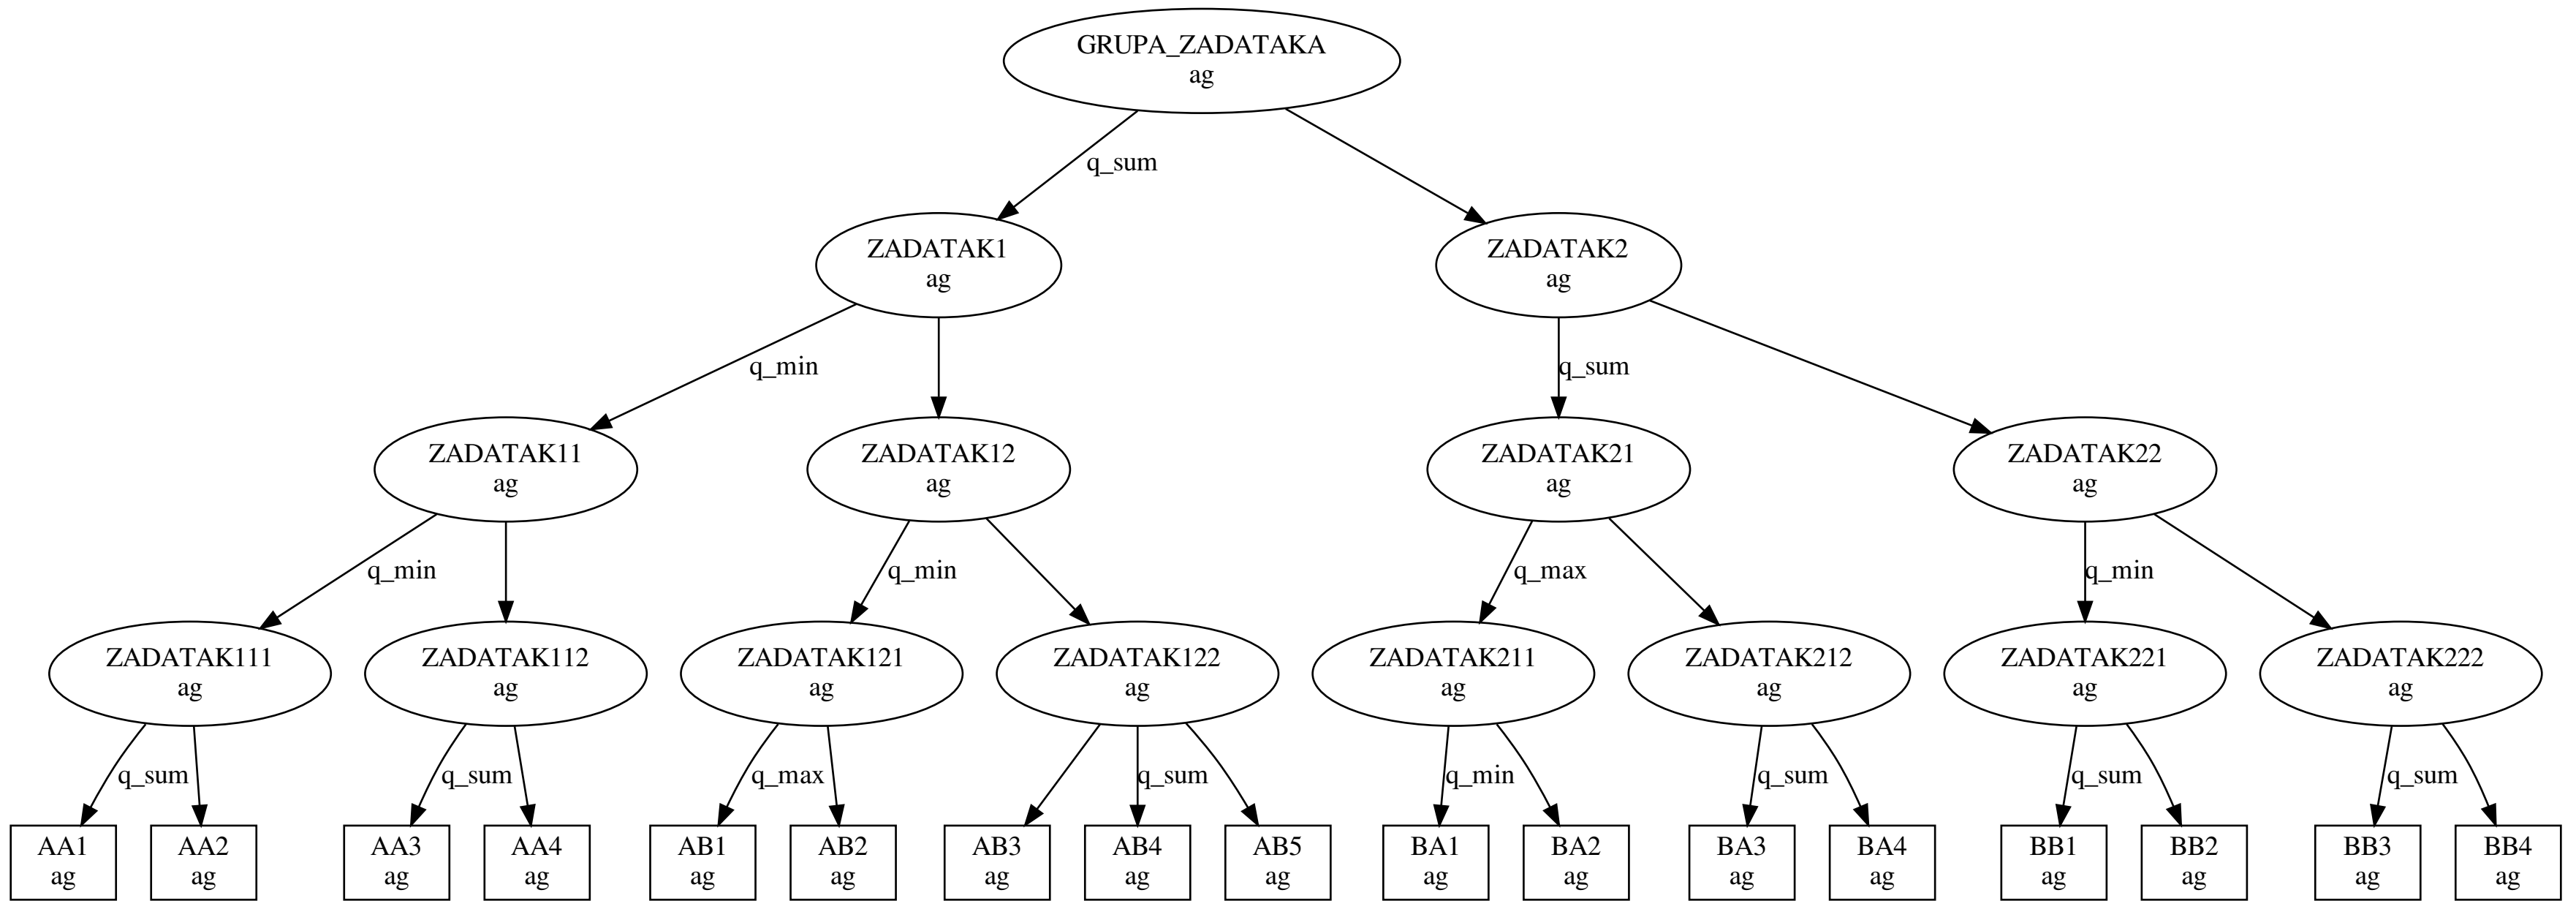 GRUPA_ZADATAKA
ag
q_sum
ZADATAK1
ag
ZADATAK2
ag
q_min
q_sum
ZADATAK11
ag
ZADATAK12
ag
ZADATAK21
ag
ZADATAK22
ag
q_min
q_min
q_max
q_min
ZADATAK111
ag
ZADATAK112
ag
ZADATAK121
ag
ZADATAK122
ag
ZADATAK211
ag
ZADATAK212
ag
ZADATAK221
ag
ZADATAK222
ag
q_sum
q_sum
q_max
q_sum
q_min
q_sum
q_sum
q_sum
AA1
ag
AA2
ag
AA3
ag
AA4
ag
AB1
ag
AB2
ag
AB3
ag
AB4
ag
AB5
ag
BA1
ag
BA2
ag
BA3
ag
BA4
ag
BB1
ag
BB2
ag
BB3
ag
BB4
ag